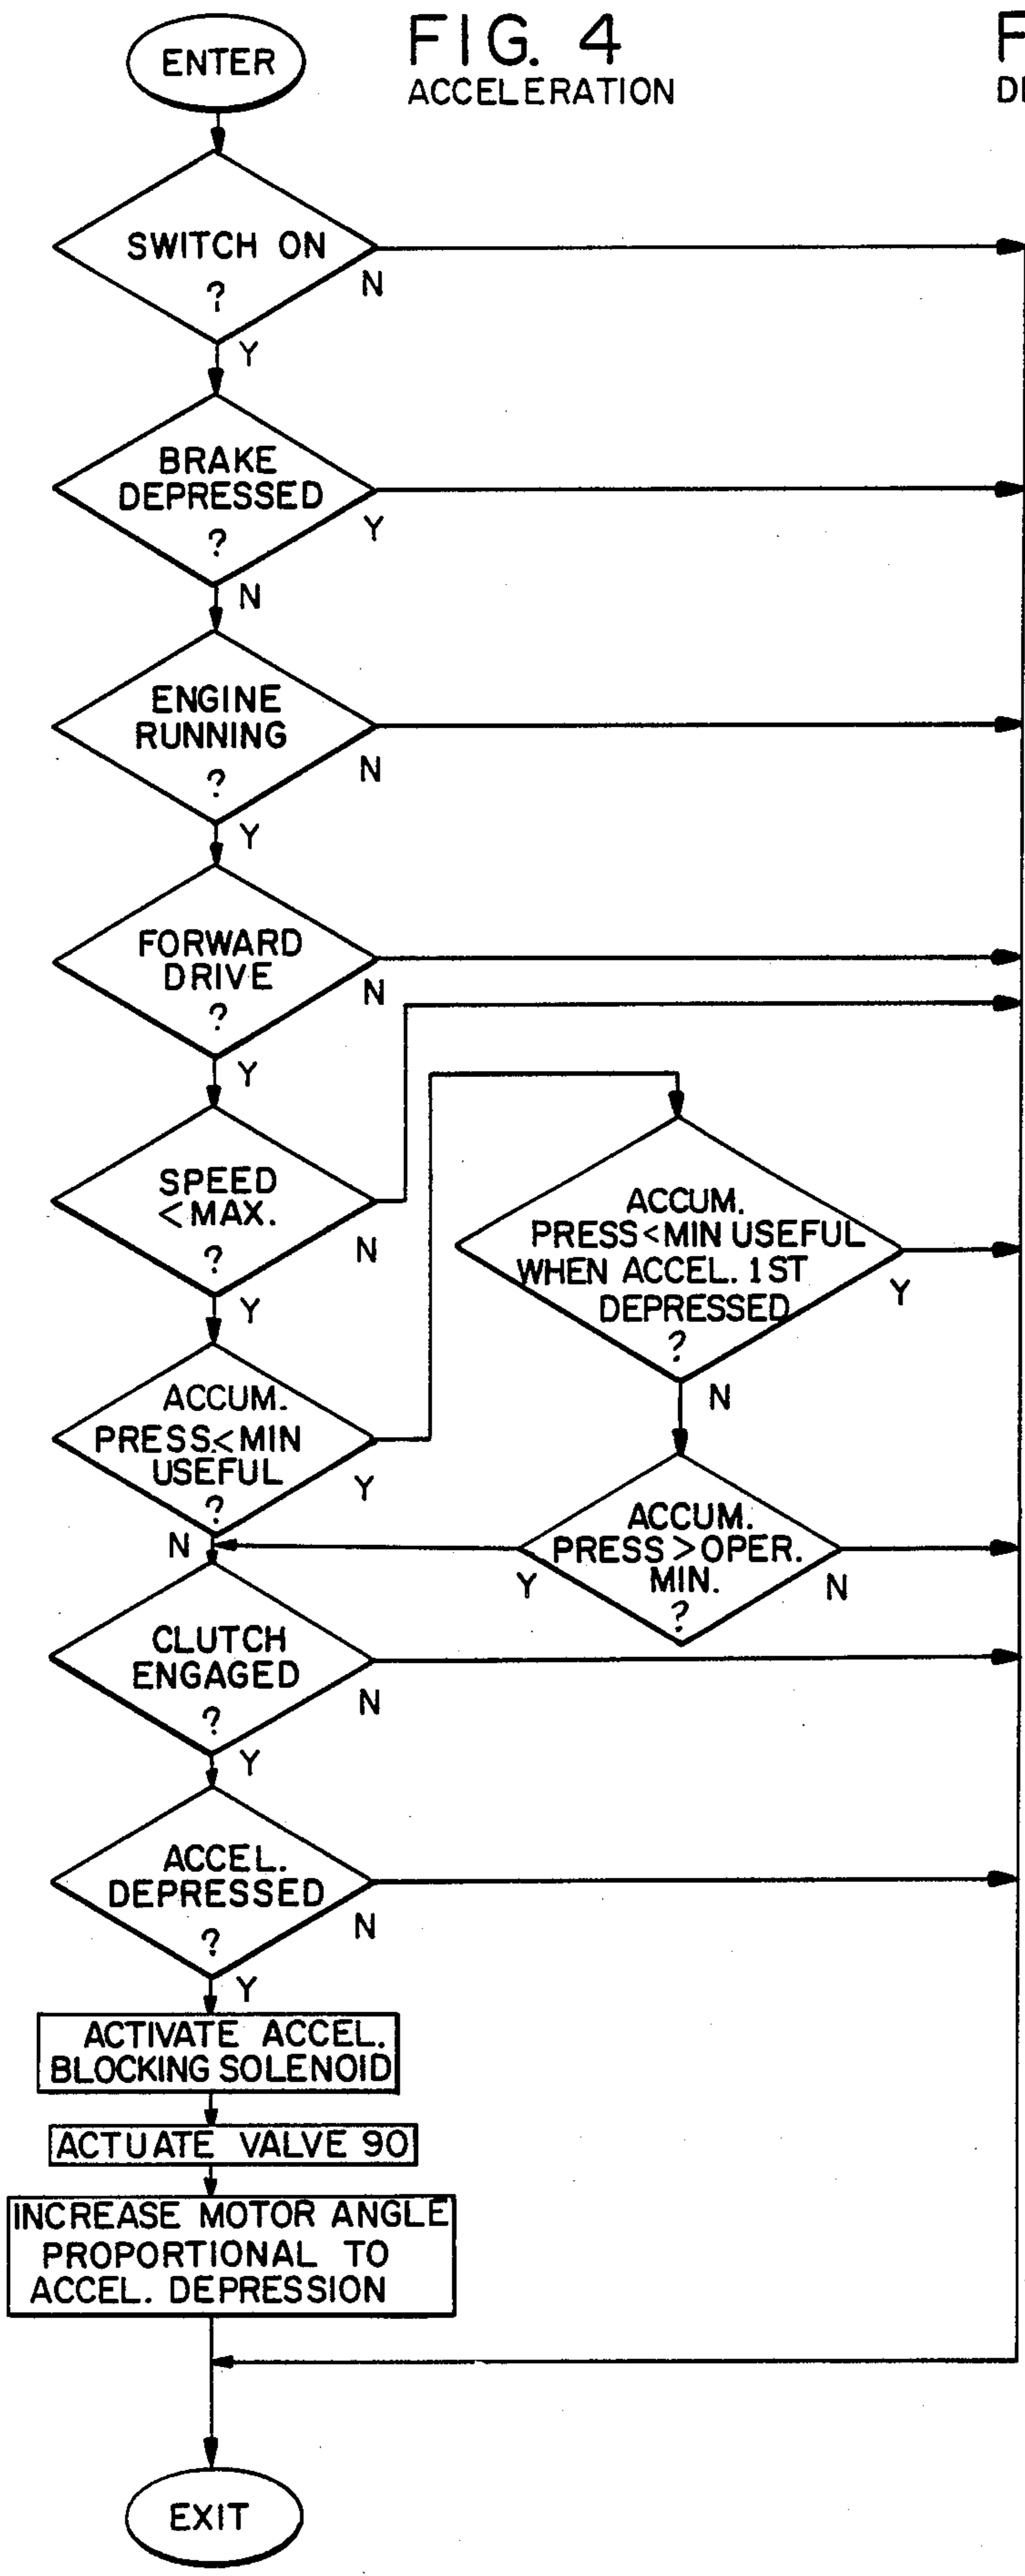 ENTER
FIG. 4
ACCELERATION
SWITCH ON
?
N
Y
BRAKE
DEPRESSED
?
Y
N
ENGINE
RUNNING
?
N
Y
FORWARD
DRIVE
?
N
Y
SPEED
<MAX.
?
N
Y
ACCUM.
PRESS<MIN USEFUL
WHEN ACCEL. 1ST
DEPRESSED
?
Y
N
ACCUM.
PRESS.<MIN
USEFUL
?
Y
N
ACCUM.
PRESS>OPER.
MIN.
?
Y
N
CLUTCH
ENGAGED
?
N
Y
ACCEL.
DEPRESSED
?
N
Y
ACTIVATE ACCEL.
BLOCKING SOLENOID
ACTUATE VALVE 90
INCREASE MOTOR ANGLE
PROPORTIONAL TO
ACCEL. DEPRESSION
EXIT